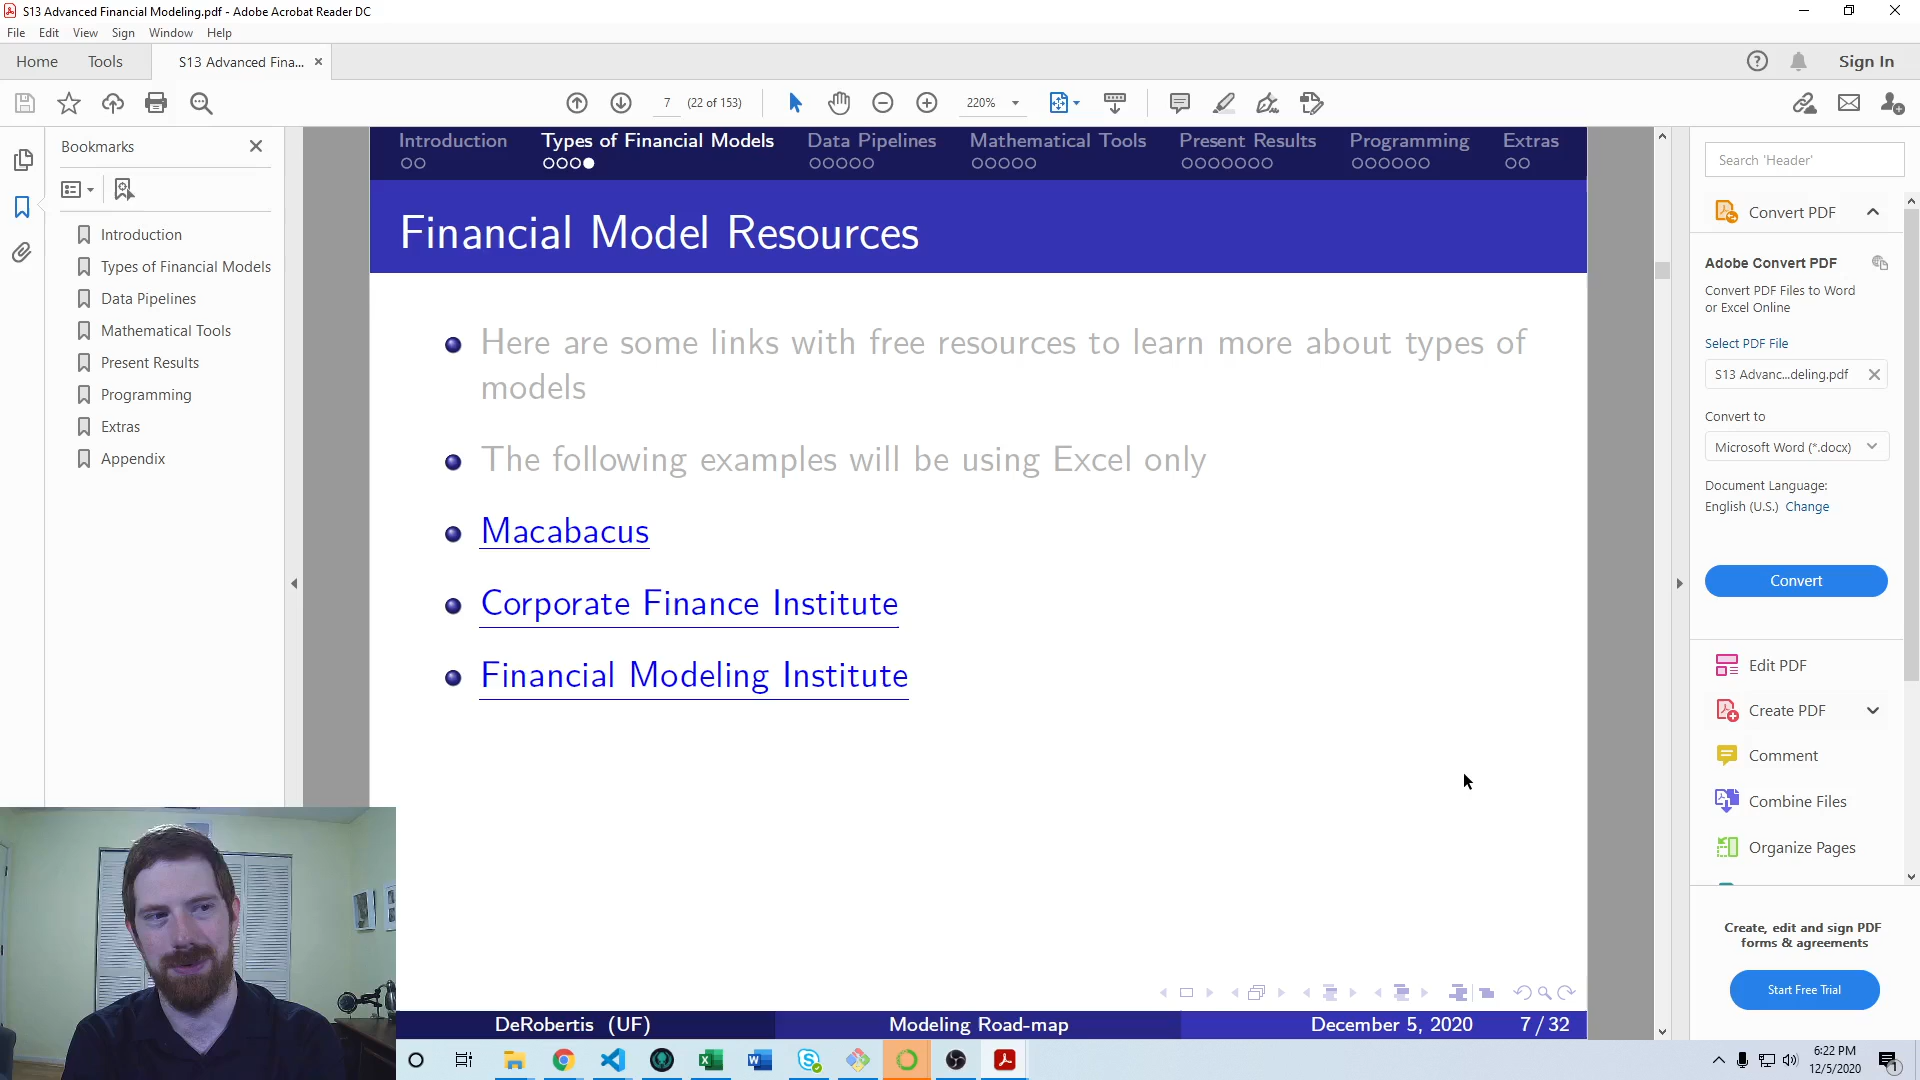 S13 Advanced Financial Modeling.pdf - Adobe Acrobat Reader DC
File Edit View Sign Window Help
Home Tools S13 Advanced Fina... Sign In
7 (22 of 153) 220%
Bookmarks
Introduction
Types of Financial Models
Data Pipelines
Mathematical Tools
Present Results
Programming
Extras
Appendix
Introduction Types of Financial Models Data Pipelines Mathematical Tools Present Results Programming Extras
Financial Model Resources
Here are some links with free resources to learn more about types of
models
The following examples will be using Excel only
Macabacus
Corporate Finance Institute
Financial Modeling Institute
DeRobertis (UF) Modeling Road-map December 5, 2020 7 / 32
Search 'Header'
Convert PDF
Adobe Convert PDF
Convert PDF Files to Word
or Excel Online
Select PDF File
S13 Advanc...deling.pdf
Convert to
Microsoft Word (*.docx)
Document Language:
English (U.S.) Change
Convert
Edit PDF
Create PDF
Comment
Combine Files
Organize Pages
Create, edit and sign PDF
forms & agreements
Start Free Trial
6:22 PM
12/5/2020
1